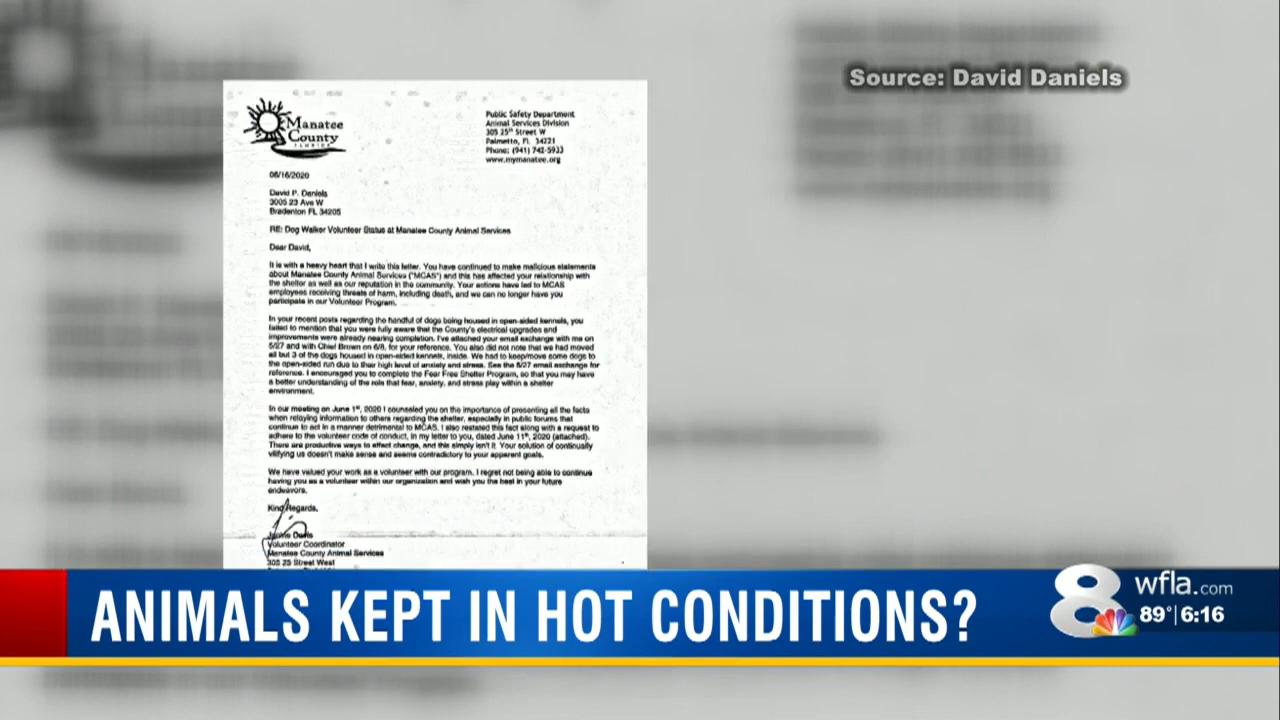 Source: David Daniels
Manatee
County
FLORIDA
Public Safety Department
Animal Services Division
305 25th Street W
Palmetto, FL 34221
Phone: (941) 742-5933
www.mymanatee.org
06/16/2020
David P. Daniels
3005 23 Ave W
Bradenton FL 34205
RE: Dog Walker Volunteer Status at Manatee County Animal Services
Dear David,
It is with a heavy heart that I write this letter. You have continued to make malicious statements
about Manatee County Animal Services ("MCAS") and this has affected your relationship with
the shelter as well as our reputation in the community. Your actions have led to MCAS
employees receiving threats of harm, including death, and we can no longer have you
participate in our Volunteer Program.
In your recent posts regarding the handful of dogs being housed in open-sided kennels, you
failed to mention that you were fully aware that the County's electrical upgrades and
improvements were already nearing completion. I've attached your email exchange with me on
5/27 and with Chief Brown on 6/8, for your reference. You also did not note that we had moved
all but 3 of the dogs housed in open-sided kennels, inside. We had to keep/move some dogs to
the open-sided run due to their high level of anxiety and stress. See the 5/27 email exchange for
reference. I encouraged you to complete the Fear Free Shelter Program, so that you may have
a better understanding of the role that fear, anxiety, and stress play within a shelter
environment.
In our meeting on June 1st, 2020 I counseled you on the importance of presenting all the facts
when relaying information to others regarding the shelter, especially in public forums that
continue to act in a manner detrimental to MCAS. I also restated this fact along with a request to
adhere to the volunteer code of conduct, in my letter to you, dated June 11th, 2020 (attached).
There are productive ways to effect change, and this simply isn't it. Your solution of continually
vilifying us doesn't make sense and seems contradictory to your apparent goals.
We have valued your work as a volunteer with our program. I regret not being able to continue
having you as a volunteer within our organization and wish you the best in your future
endeavors.
Kind Regards,
Volunteer Coordinator
Manatee County Animal Services
305 25 Street West
ANIMALS KEPT IN HOT CONDITIONS?
8
wfla.com
89° 6:16